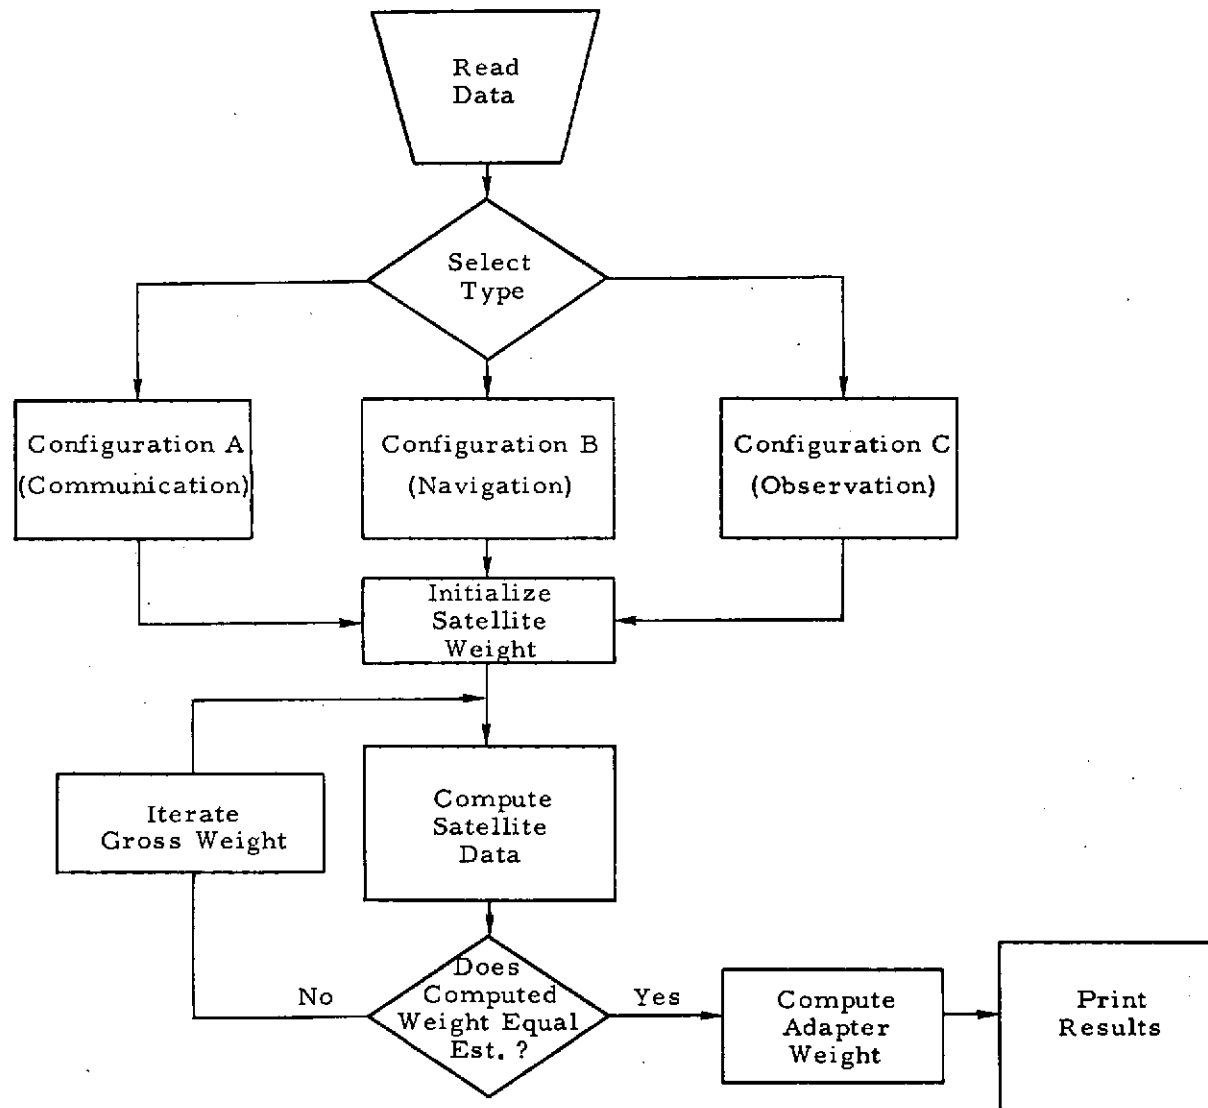 Read
Data
Select
Type
Configuration A
(Communication)
Configuration B
(Navigation)
Configuration C
(Observation)
Initialize
Satellite
Weight
Iterate
Gross Weight
Compute
Satellite
Data
Does
Computed
Weight Equal
Est. ?
No
Yes
Compute
Adapter
Weight
Print
Results